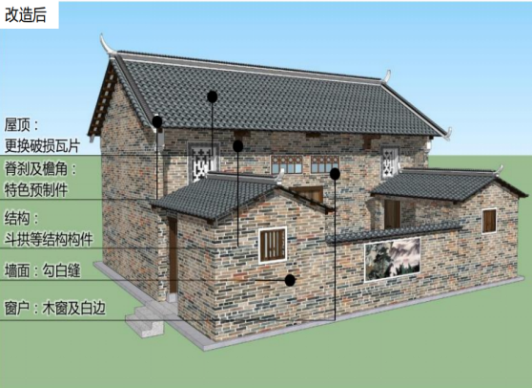 改造后
屋顶：
更换破损瓦片
脊刹及檐角：
特色预制件
结构：
斗拱等结构构件
墙面：勾白缝
窗户：木窗及白边